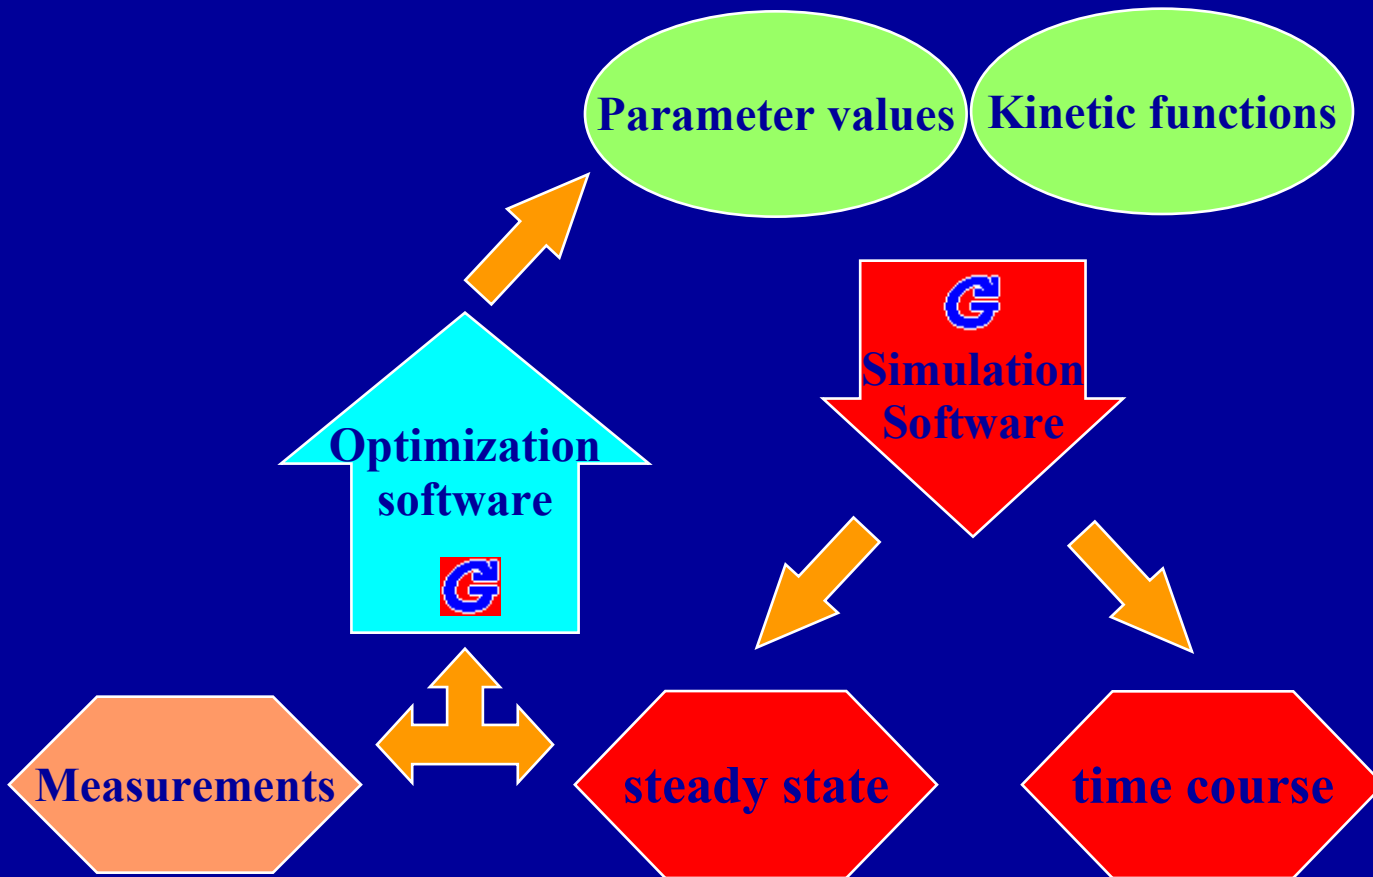 Parameter values
Kinetic functions
G
Simulation
Software
Optimization
software
G
Measurements
steady state
time course